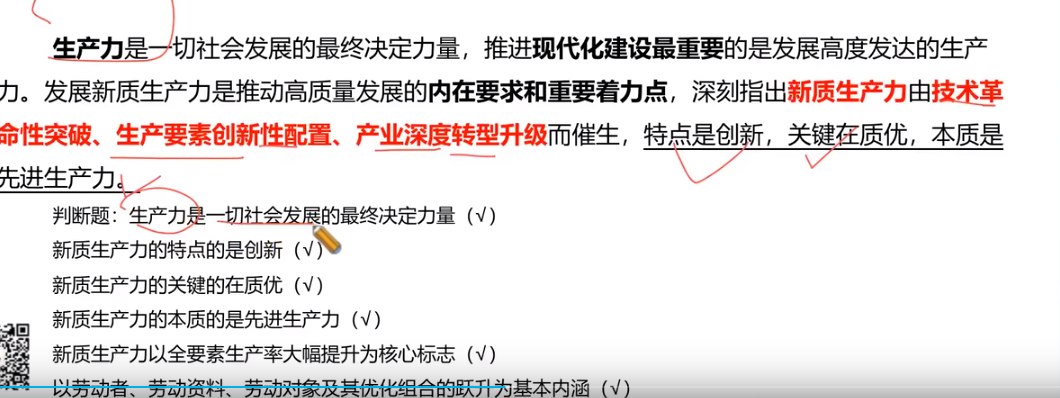 生产力是一切社会发展的最终决定力量，推进现代化建设最重要的是发展高度发达的生产
力。发展新质生产力是推动高质量发展的内在要求和重要着力点，深刻指出新质生产力由技术革
命性突破、生产要素创新性配置、产业深度转型升级而催生，特点是创新，关键在质优，本质是
先进生产力。
判断题：生产力是一切社会发展的最终决定力量（√）
新质生产力的特点的是创新（√）
新质生产力的关键的在质优（√）
新质生产力的本质的是先进生产力（√）
新质生产力以全要素生产率大幅提升为核心标志（√）
以劳动者、劳动资料、劳动对象及其优化组合的跃升为基本内涵（√）